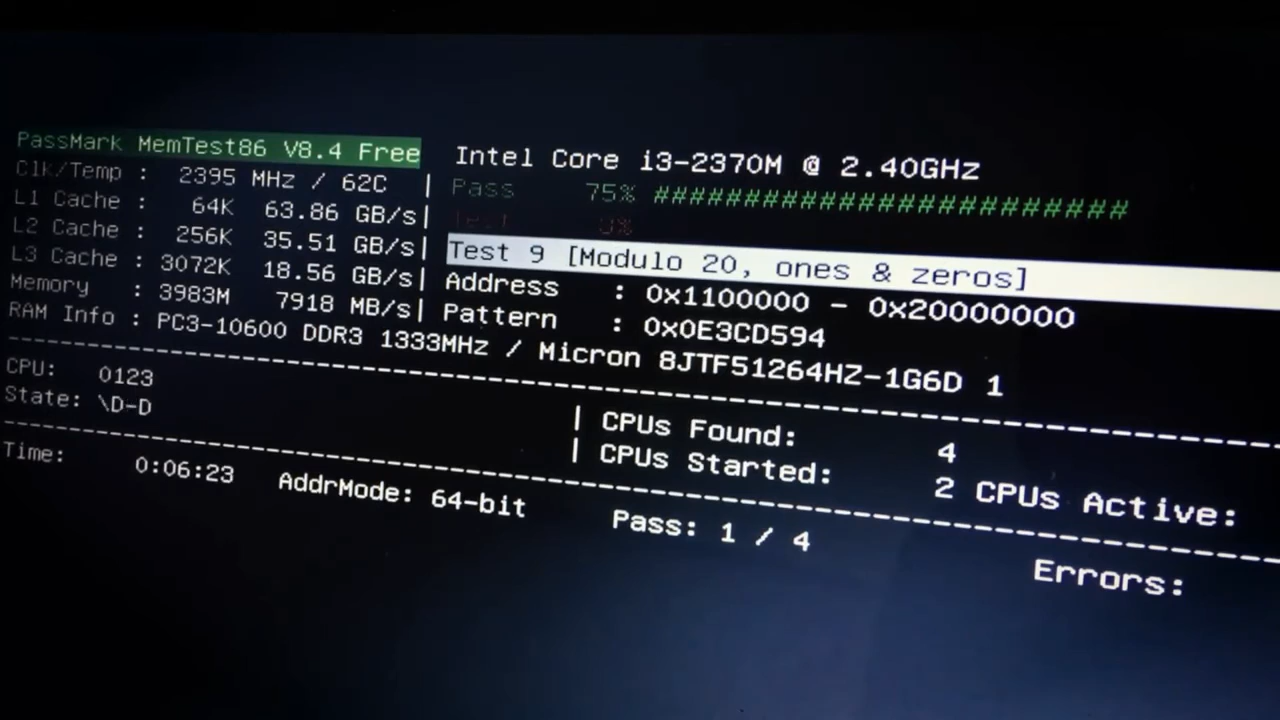 PassMark MemTest86 V8.4 Free Intel Core i3-2370M @ 2.40GHz
Clk/Temp : 2395 MHz / 62C | Pass 75% ##########################
L1 Cache : 64K 63.86 GB/s| Test 0%
L2 Cache : 256K 35.51 GB/s| Test 9 [Modulo 20, ones & zeros]
L3 Cache : 3072K 18.56 GB/s| Address : 0x1100000 - 0x20000000
Memory : 3983M 7918 MB/s| Pattern : 0x0E3CD594
RAM Info : PC3-10600 DDR3 1333MHz / Micron 8JTF51264HZ-1G6D 1
CPU: 0123 | CPUs Found: 4
State: \D-D | CPUs Started: 2 CPUs Active:
Time: 0:06:23 AddrMode: 64-bit Pass: 1 / 4 Errors: